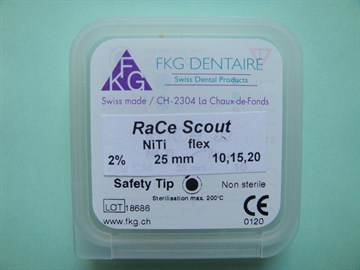 FKG
FKG DENTAIRE
Swiss Dental Products
Swiss made / CH-2304 La Chaux-de-Fonds
RaCe Scout
NiTi flex
2% 25 mm 10,15,20
Safety Tip Non sterile
Sterilisation max. 200°C
LOT 18686
www.fkg.ch 0120